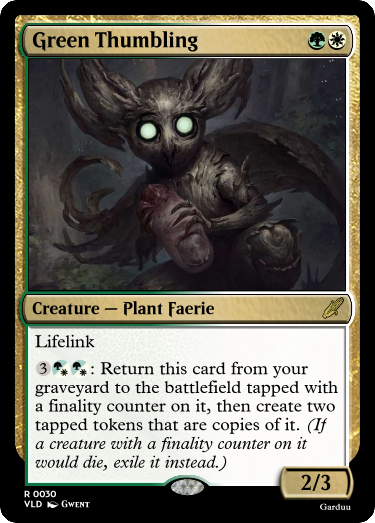 Green Thumbling
Creature — Plant Faerie
Lifelink
3: Return this card from your
graveyard to the battlefield tapped with
a finality counter on it, then create two
tapped tokens that are copies of it. (If
a creature with a finality counter on it
would die, exile it instead.)
2/3
R 0030
VLD Gwent
Garduu